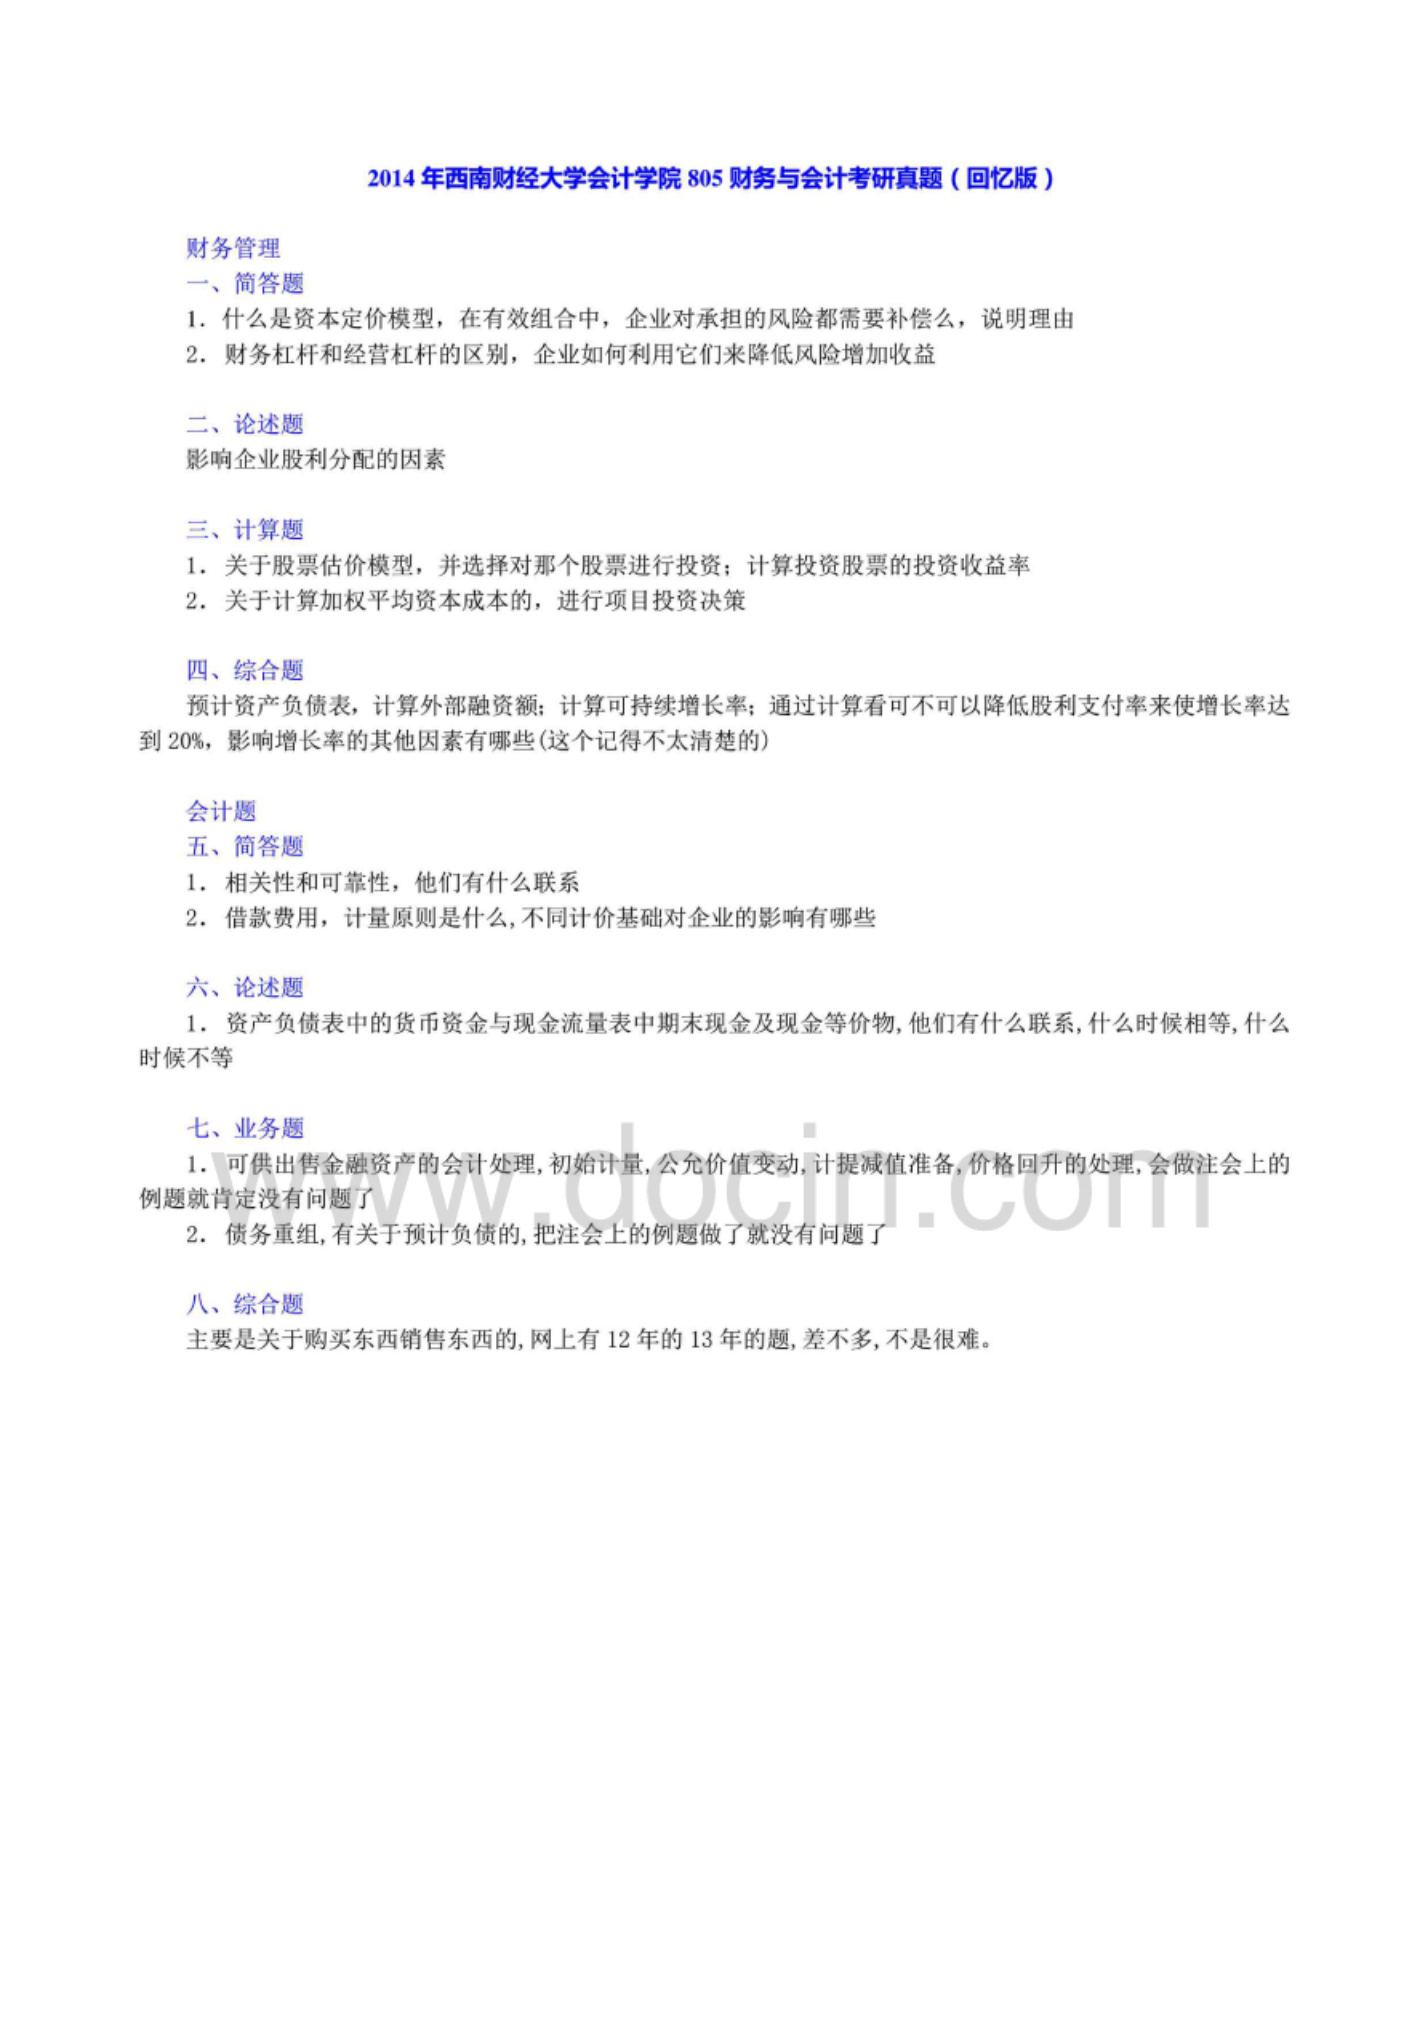 2014 年西南财经大学会计学院 805 财务与会计考研真题（回忆版）
财务管理
一、简答题
1．什么是资本定价模型，在有效组合中，企业对承担的风险都需要补偿么，说明理由
2．财务杠杆和经营杠杆的区别，企业如何利用它们来降低风险增加收益
二、论述题
影响企业股利分配的因素
三、计算题
1．关于股票估价模型，并选择对那个股票进行投资；计算投资股票的投资收益率
2．关于计算加权平均资本成本的，进行项目投资决策
四、综合题
预计资产负债表，计算外部融资额；计算可持续增长率；通过计算看可不可以降低股利支付率来使增长率达
到 20%，影响增长率的其他因素有哪些(这个记得不太清楚的)
会计题
五、简答题
1．相关性和可靠性，他们有什么联系
2．借款费用，计量原则是什么,不同计价基础对企业的影响有哪些
六、论述题
1．资产负债表中的货币资金与现金流量表中期末现金及现金等价物,他们有什么联系,什么时候相等,什么
时候不等
七、业务题
1．可供出售金融资产的会计处理,初始计量,公允价值变动,计提减值准备,价格回升的处理,会做注会上的
例题就肯定没有问题了
www.docin.com
2．债务重组,有关于预计负债的,把注会上的例题做了就没有问题了
八、综合题
主要是关于购买东西销售东西的,网上有 12 年的 13 年的题,差不多,不是很难。